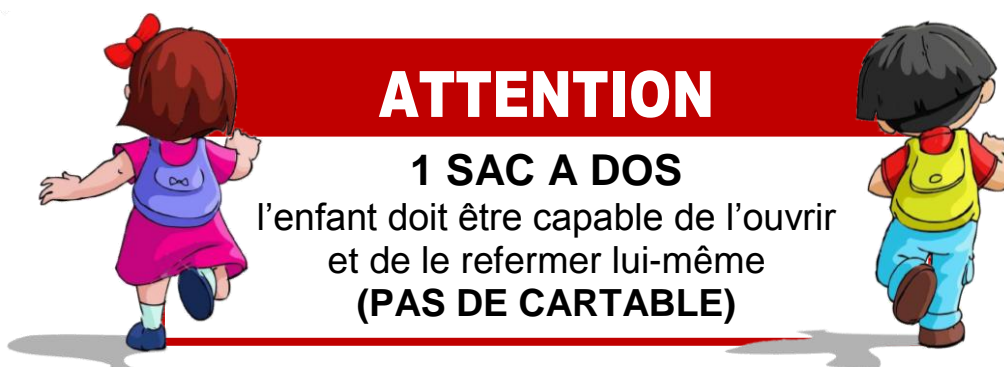 ATTENTION
1 SAC A DOS
l’enfant doit être capable de l’ouvrir
et de le refermer lui-même
(PAS DE CARTABLE)